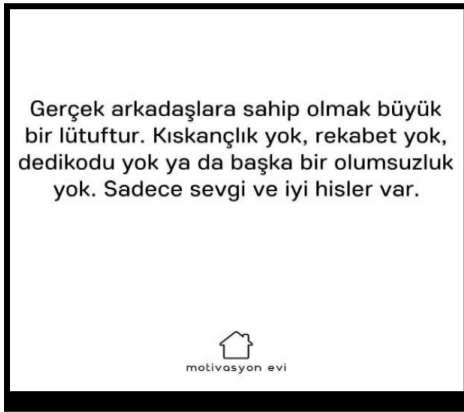 Gerçek arkadaşlara sahip olmak büyük
bir lütuftur. Kıskançlık yok, rekabet yok,
dedikodu yok ya da başka bir olumsuzluk
yok. Sadece sevgi ve iyi hisler var.
motivasyon evi